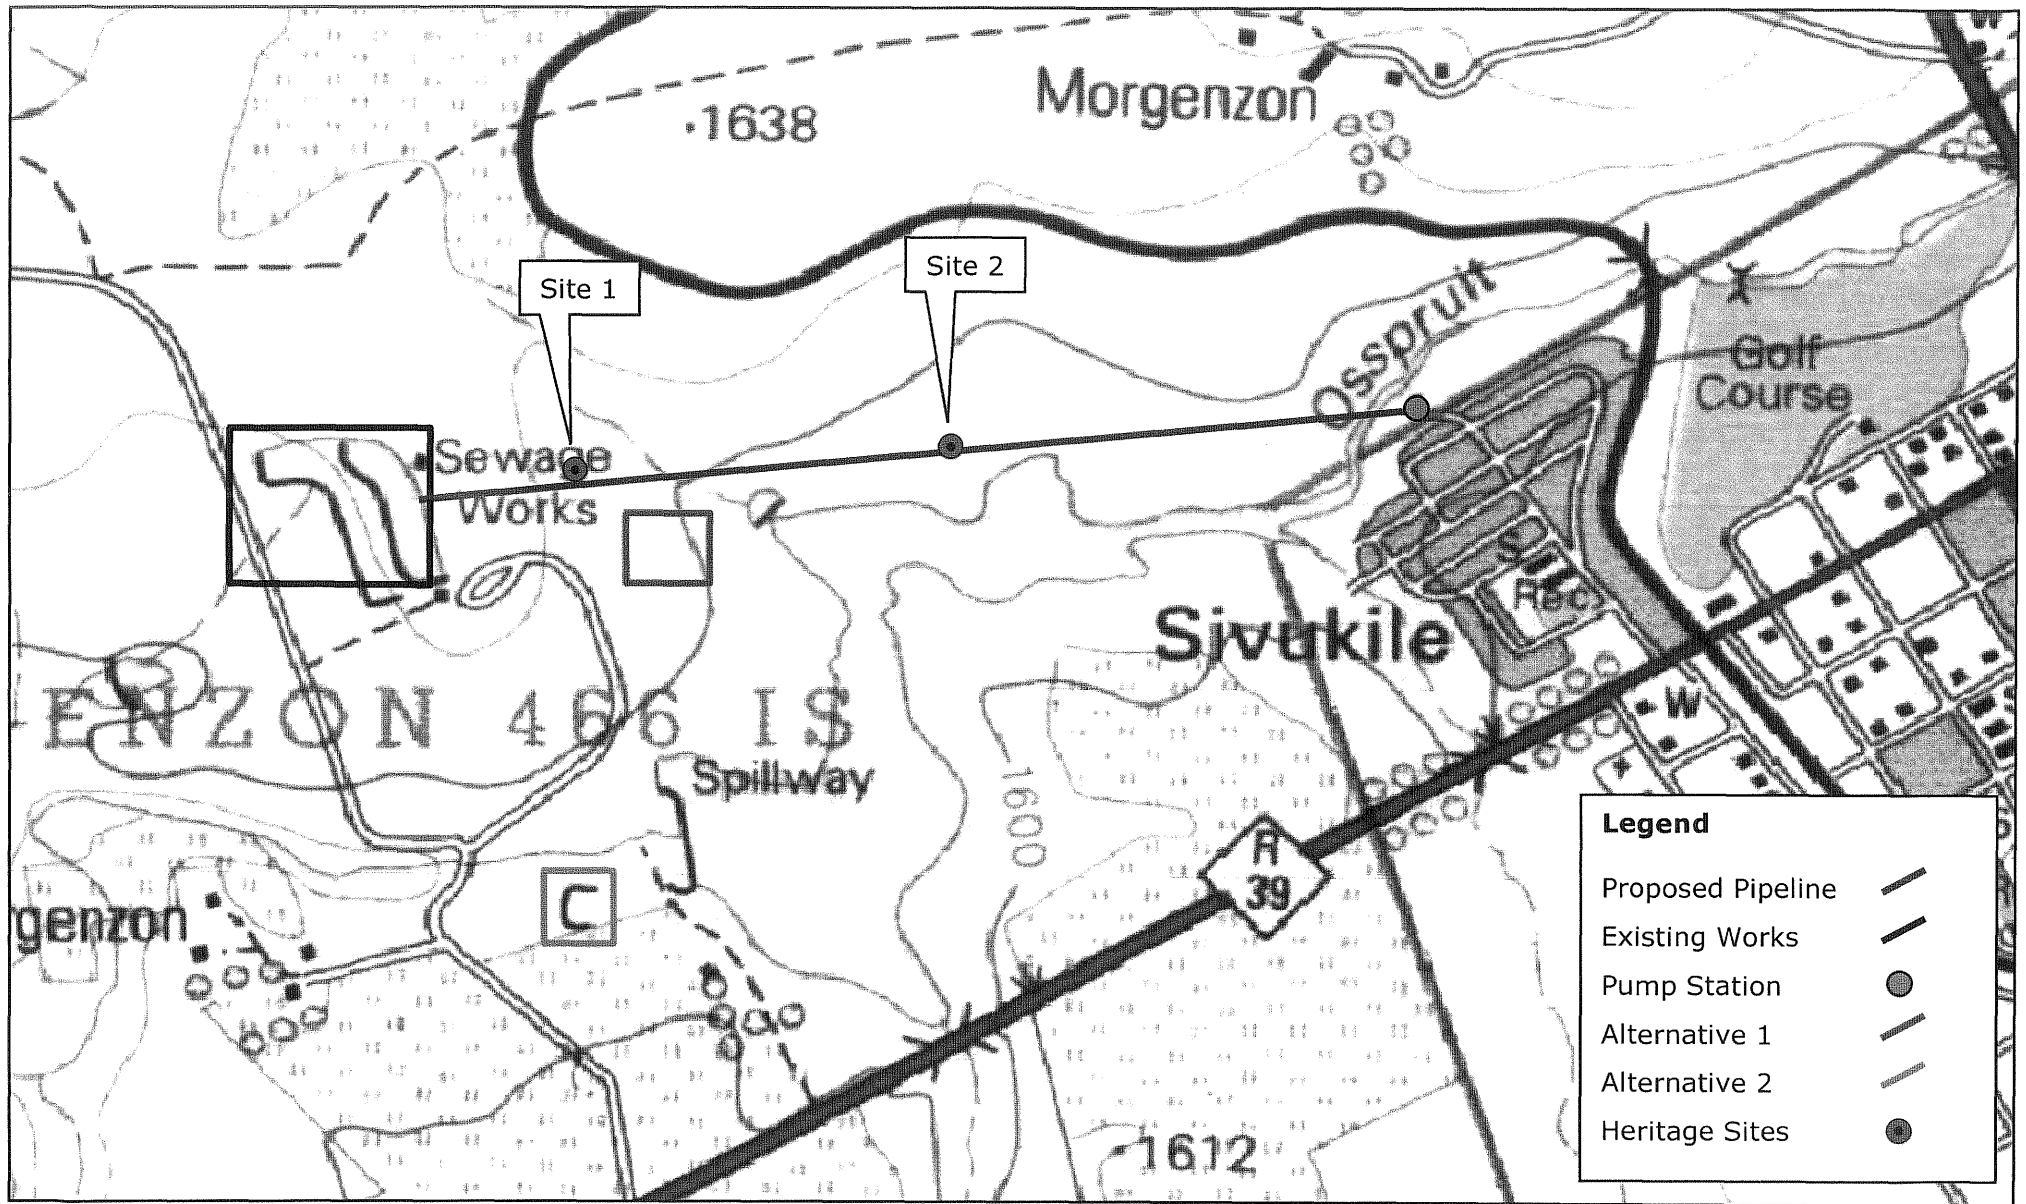 W
Morgenzon
.1638
Site 2
Site 1
Osspruit
Golf
Course
Sewage
Works
Rec
Sivukile
ENZON 466 IS
W
Spillway
1600
R
39
C
rgenzon
.1612
Legend
Proposed Pipeline
Existing Works
Pump Station
Alternative 1
Alternative 2
Heritage Sites